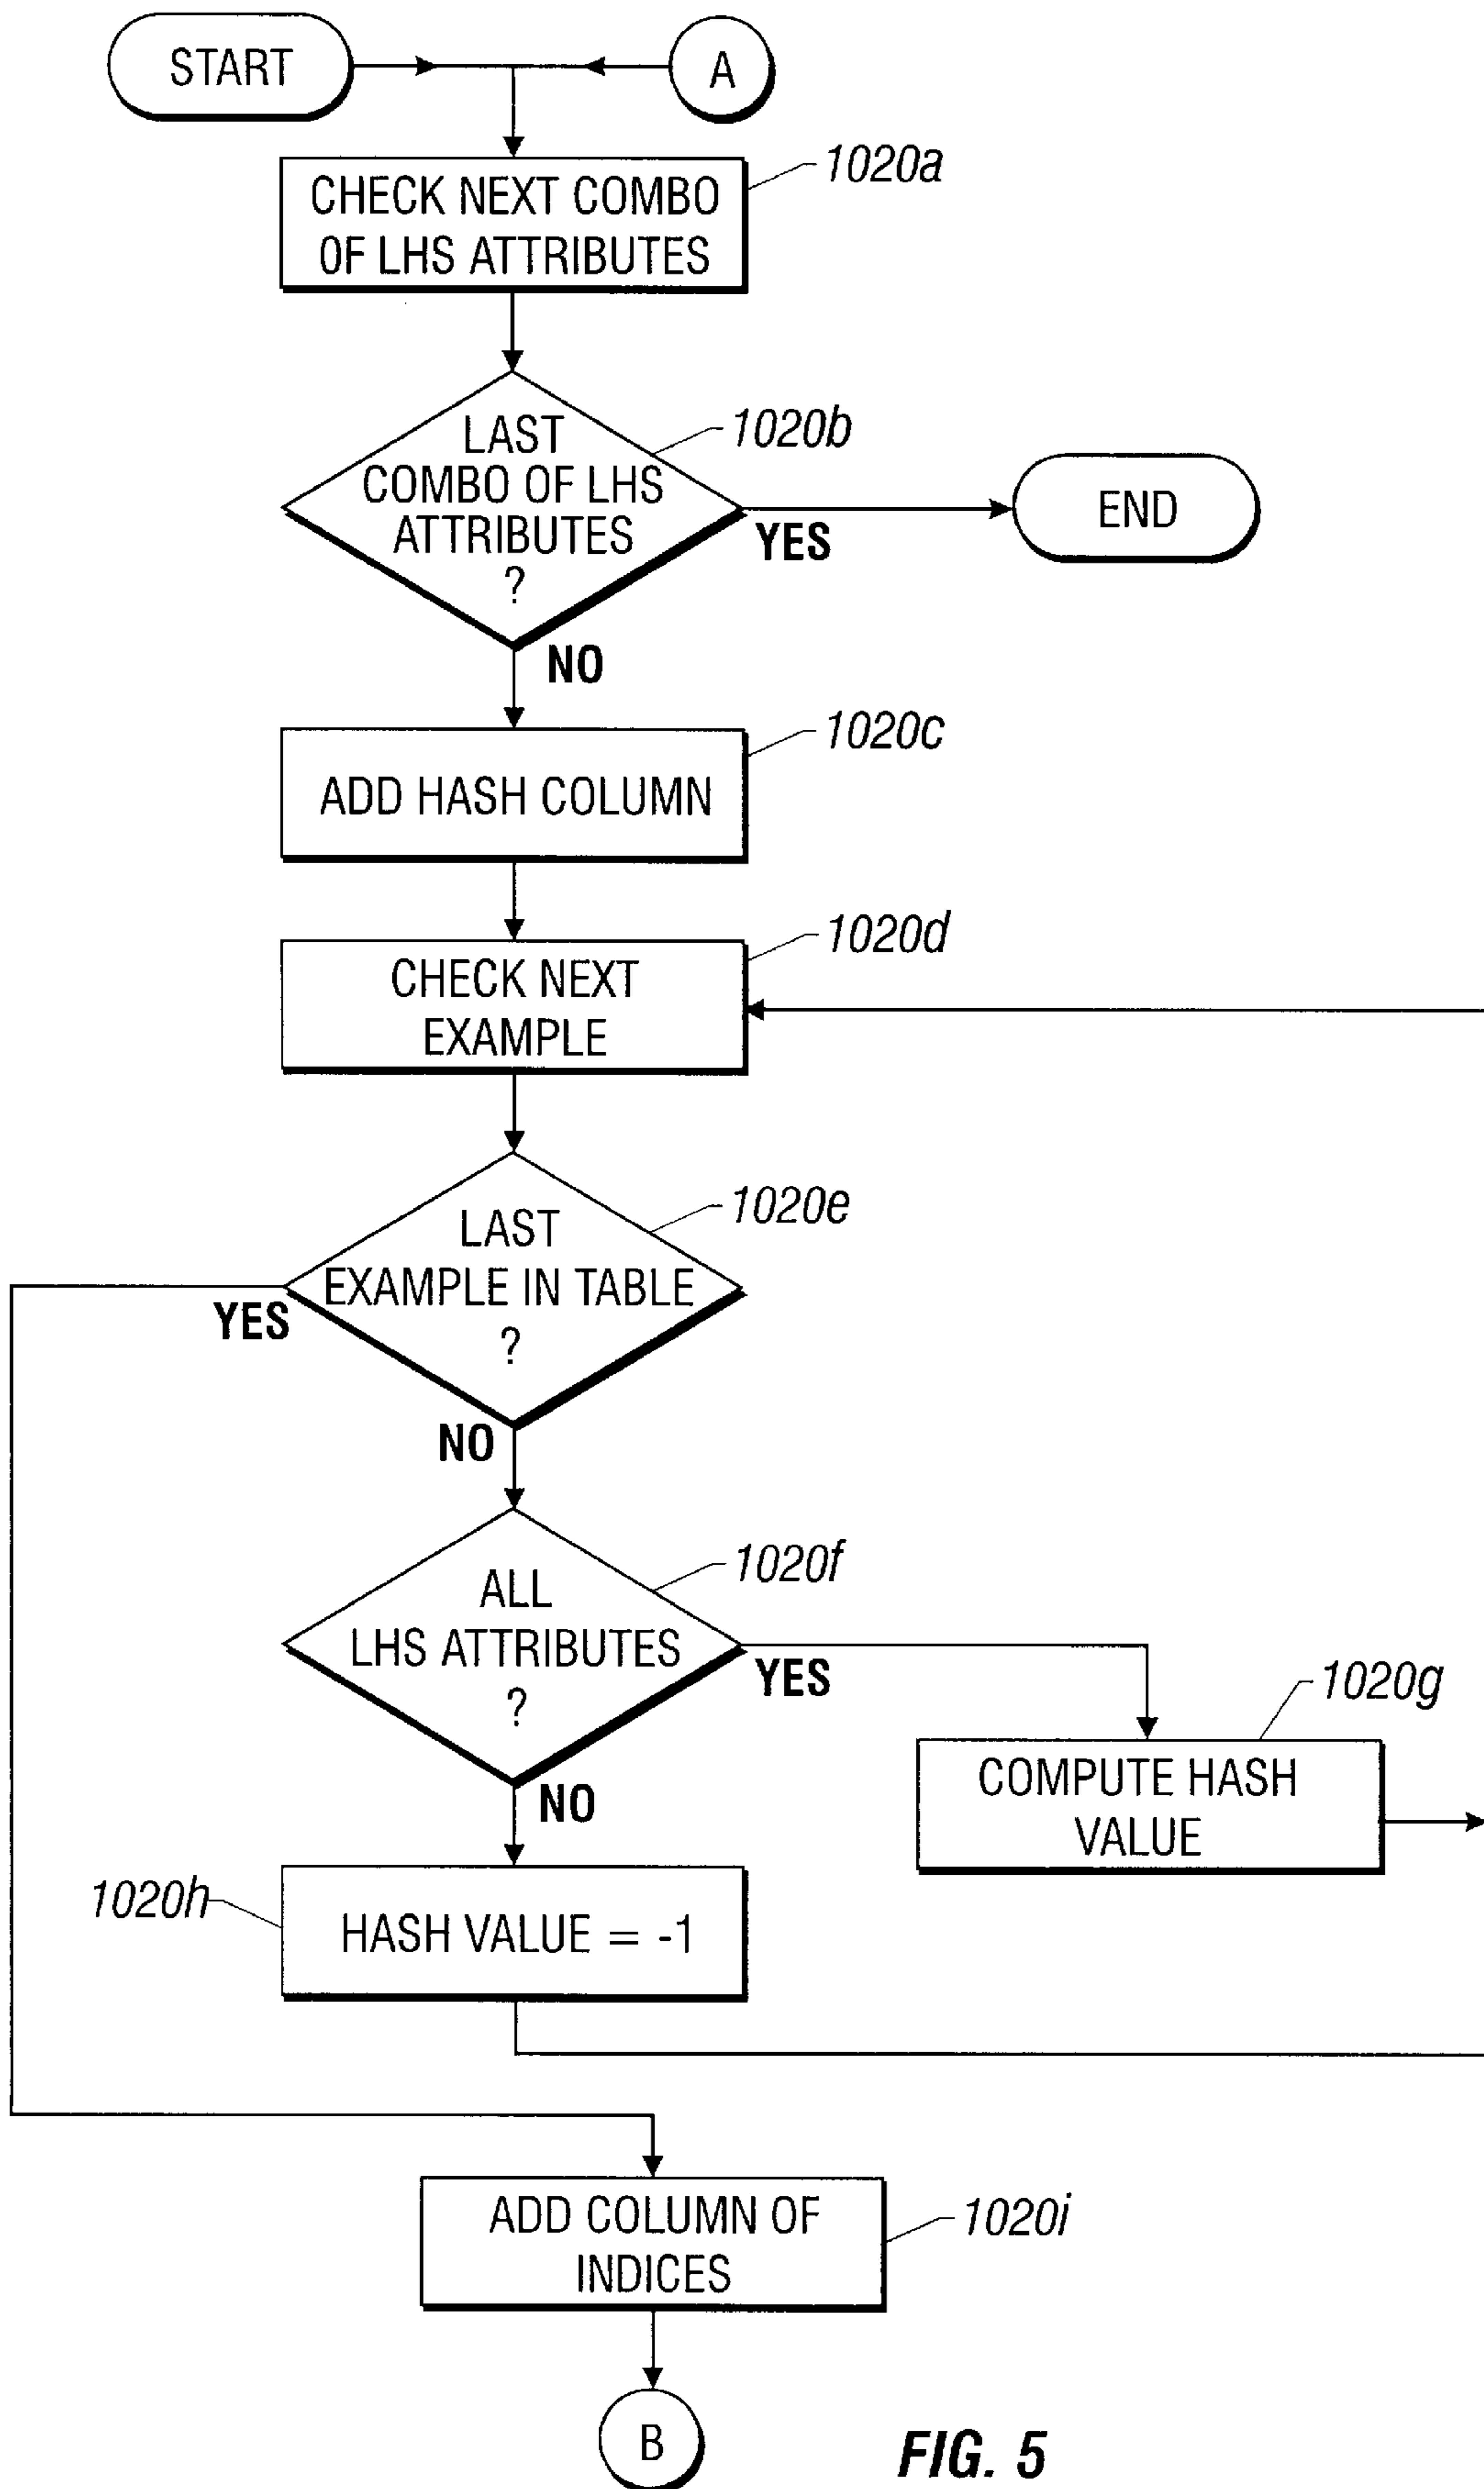 START
A
1020a
CHECK NEXT COMBO
OF LHS ATTRIBUTES
1020b
LAST
COMBO OF LHS
ATTRIBUTES
?
YES
END
NO
1020c
ADD HASH COLUMN
1020d
CHECK NEXT
EXAMPLE
1020e
LAST
EXAMPLE IN TABLE
?
YES
NO
1020f
ALL
LHS ATTRIBUTES
?
YES
1020g
COMPUTE HASH
VALUE
NO
1020h
HASH VALUE = -1
ADD COLUMN OF
INDICES
1020i
B
FIG. 5